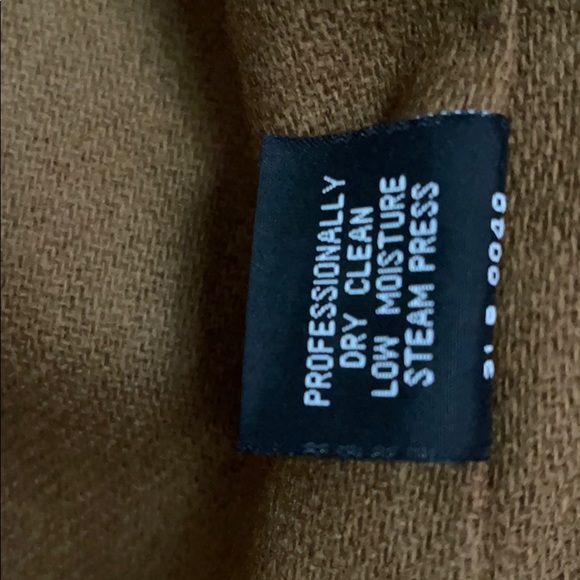 PROFESSIONALLY
DRY CLEAN
LOW MOISTURE
STEAM PRESS